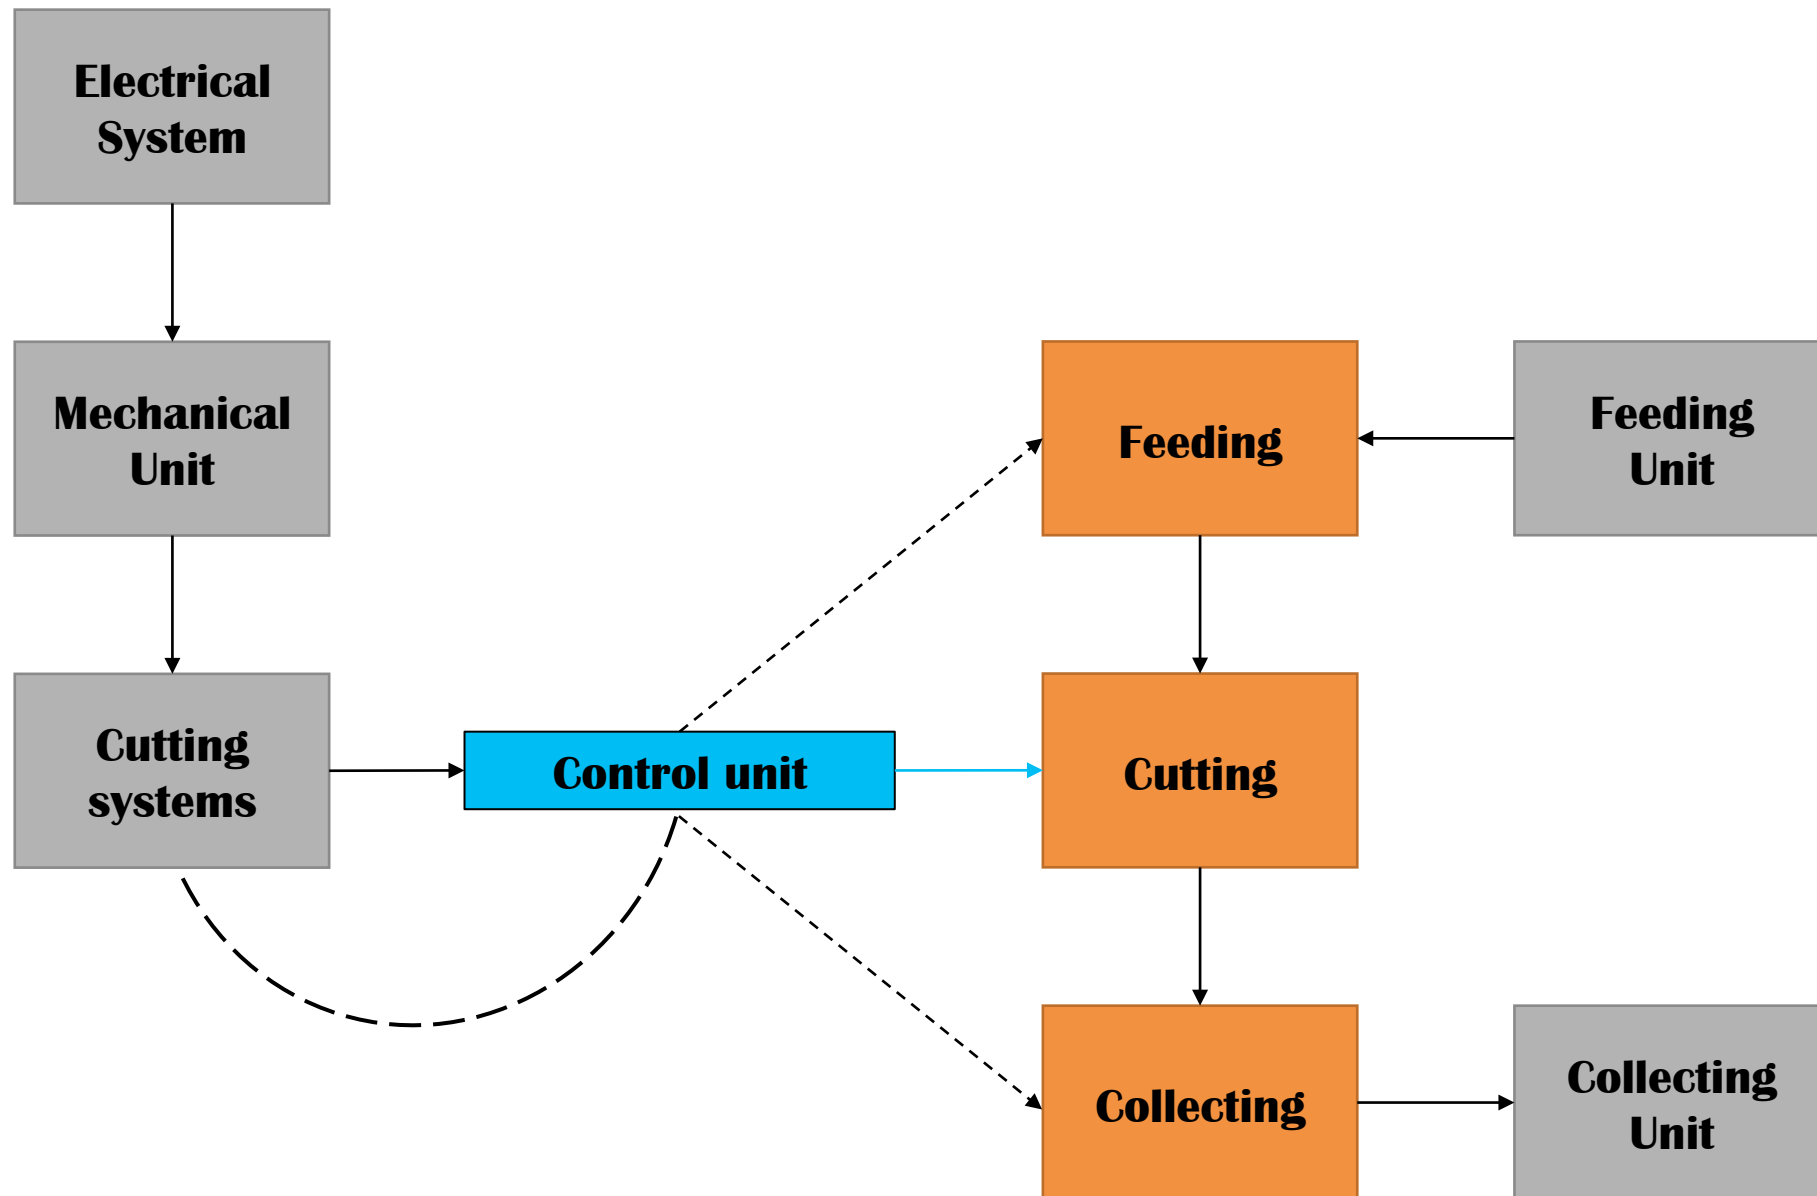 Electrical
System
Mechanical
Unit
Feeding
Feeding
Unit
Cutting
systems
Control unit
Cutting
Collecting
Collecting
Unit